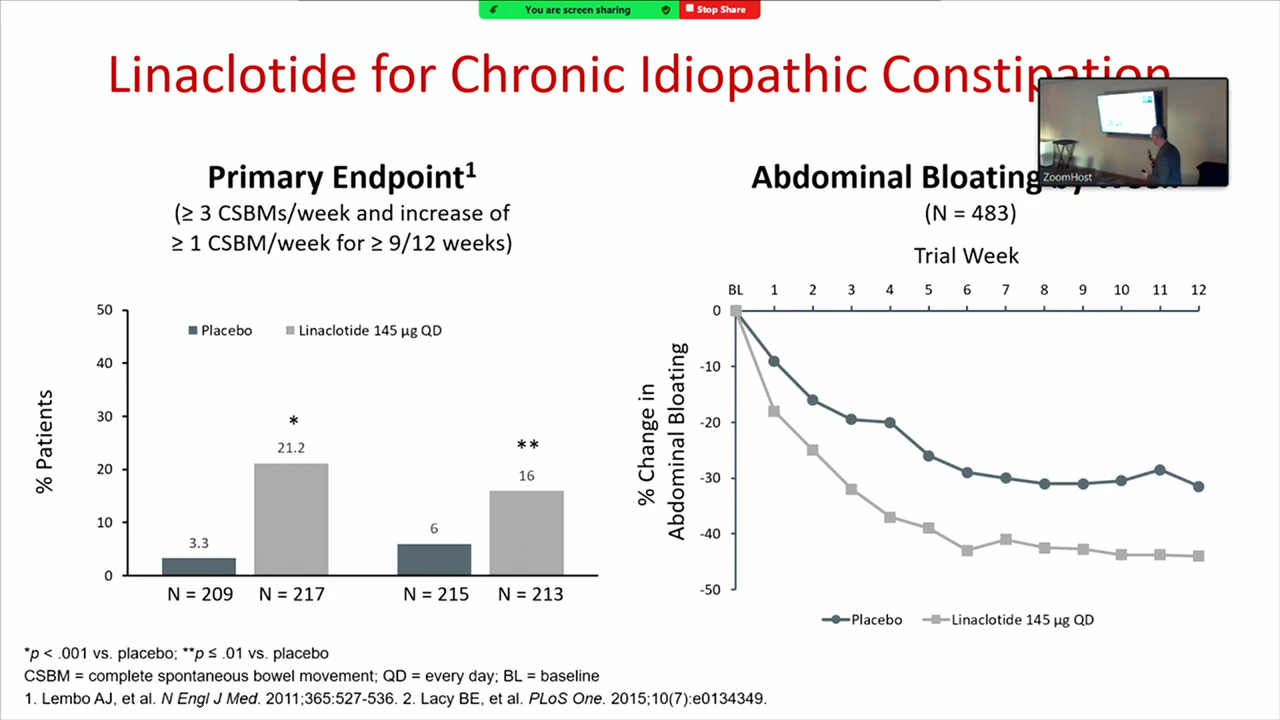 You are screen sharing
Stop Share
Linaclotide for Chronic Idiopathic Constipation
ZoomHost
Primary Endpoint1
(≥ 3 CSBMs/week and increase of
≥ 1 CSBM/week for ≥ 9/12 weeks)
50
40
30
20
10
0
% Patients
Placebo
Linaclotide 145 µg QD
*
**
3.3
21.2
6
16
N = 209
N = 217
N = 215
N = 213
Abdominal Bloating by
(N = 483)
Trial Week
BL 1 2 3 4 5 6 7 8 9 10 11 12
0
-10
-20
-30
-40
-50
% Change in
Abdominal Bloating
Placebo
Linaclotide 145 µg QD
*p < .001 vs. placebo; **p ≤ .01 vs. placebo
CSBM = complete spontaneous bowel movement; QD = every day; BL = baseline
1. Lembo AJ, et al. N Engl J Med. 2011;365:527-536. 2. Lacy BE, et al. PLoS One. 2015;10(7):e0134349.